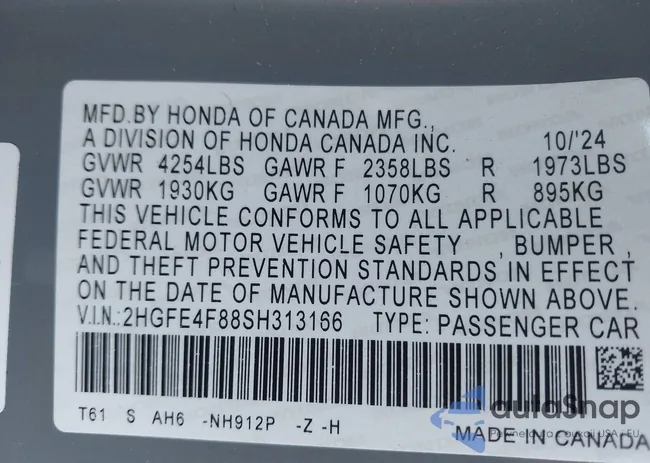 MFD.BY HONDA OF CANADA MFG.,
A DIVISION OF HONDA CANADA INC. 10/'24
GVWR 4254LBS GAWR F 2358LBS R 1973LBS
GVWR 1930KG GAWR F 1070KG R 895KG
THIS VEHICLE CONFORMS TO ALL APPLICABLE
FEDERAL MOTOR VEHICLE SAFETY , BUMPER ,
AND THEFT PREVENTION STANDARDS IN EFFECT
ON THE DATE OF MANUFACTURE SHOWN ABOVE.
V.I.N.:2HGFE4F88SH313166 TYPE: PASSENGER CAR
T61 S AH6 -NH912P -Z -H
MADE IN CANADA
autoSnap